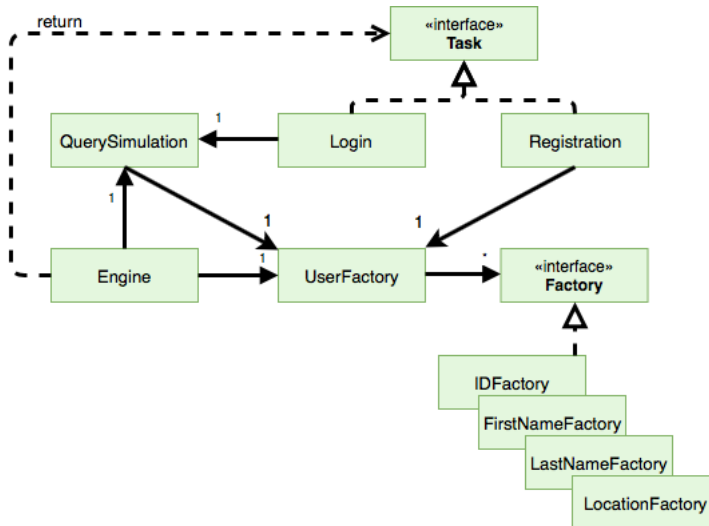 return
«interface»
Task
QuerySimulation
1
Login
Registration
1
1
1
Engine
1
UserFactory
*
«interface»
Factory
IDFactory
FirstNameFactory
LastNameFactory
LocationFactory